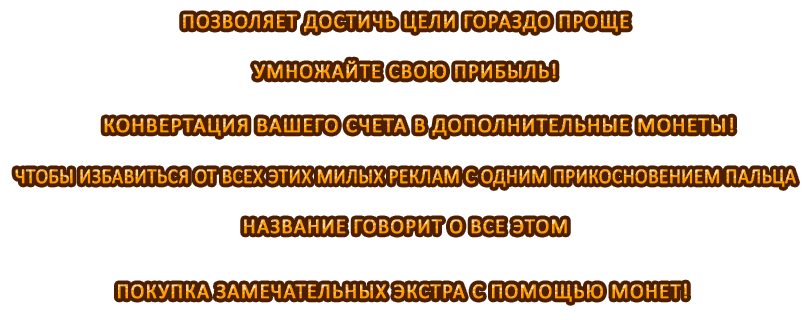 ПОЗВОЛЯЕТ ДОСТИЧЬ ЦЕЛИ ГОРАЗДО ПРОЩЕ
УМНОЖАЙТЕ СВОЮ ПРИБЫЛЬ!
КОНВЕРТАЦИЯ ВАШЕГО СЧЕТА В ДОПОЛНИТЕЛЬНЫЕ МОНЕТЫ!
ЧТОБЫ ИЗБАВИТЬСЯ ОТ ВСЕХ ЭТИХ МИЛЫХ РЕКЛАМ С ОДНИМ ПРИКОСНОВЕНИЕМ ПАЛЬЦА
НАЗВАНИЕ ГОВОРИТ О ВСЕ ЭТОМ
ПОКУПКА ЗАМЕЧАТЕЛЬНЫХ ЭКСТРА С ПОМОЩЬЮ МОНЕТ!